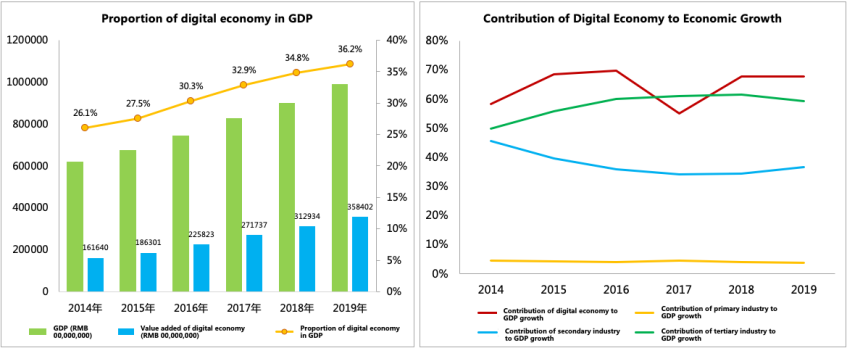 Proportion of digital economy in GDP
1200000
1000000
800000
600000
400000
200000
0
40%
35%
30%
25%
20%
15%
10%
5%
0%
26.1%
27.5%
30.3%
32.9%
34.8%
36.2%
161640
186301
225823
271737
312934
358402
2014年 2015年 2016年 2017年 2018年 2019年
GDP (RMB
00,000,000)
Value added of digital economy
(RMB 00,000,000)
Proportion of digital economy
in GDP
Contribution of Digital Economy to Economic Growth
80%
70%
60%
50%
40%
30%
20%
10%
0%
2014 2015 2016 2017 2018 2019
Contribution of digital economy to
GDP growth
Contribution of primary industry to
GDP growth
Contribution of secondary industry
to GDP growth
Contribution of tertiary industry to
GDP growth